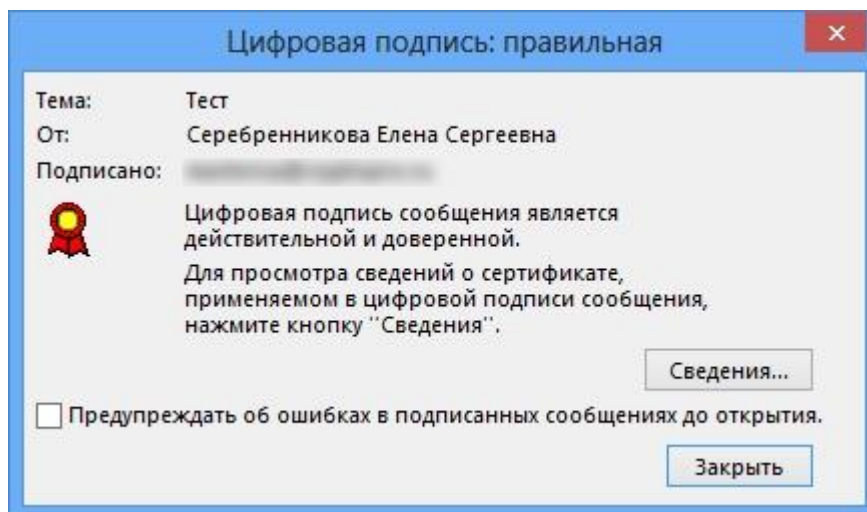 Цифровая подпись: правильная
Тема: Тест
От: Серебренникова Елена Сергеевна
Подписано:
Цифровая подпись сообщения является
действительной и доверенной.
Для просмотра сведений о сертификате,
применяемом в цифровой подписи сообщения,
нажмите кнопку "Сведения".
Сведения...
Предупреждать об ошибках в подписанных сообщениях до открытия.
Закрыть